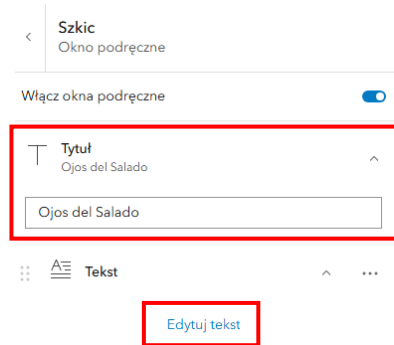 Szkic
Okno podręczne
Włącz okna podręczne
Tytuł
Ojos del Salado
Ojos del Salado
Tekst
Edytuj tekst